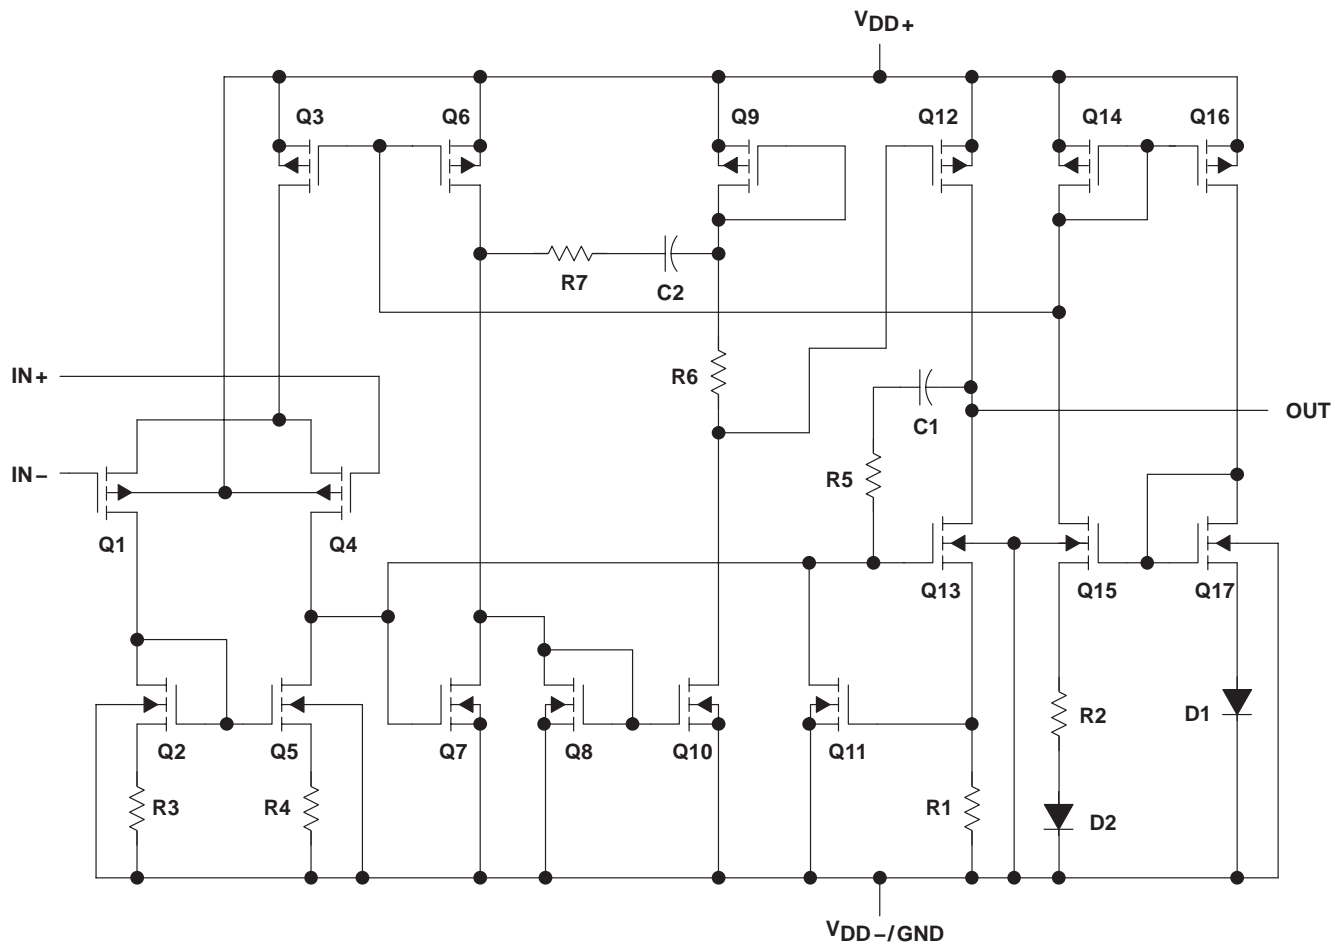 VDD+
Q3
Q6
Q9
Q12
Q14
Q16
R7
C2
IN+
R6
C1
OUT
IN−
R5
Q1
Q4
Q13
Q15
Q17
Q2
Q5
Q7
Q8
Q10
Q11
R2
D1
R3
R4
R1
D2
VDD−/GND